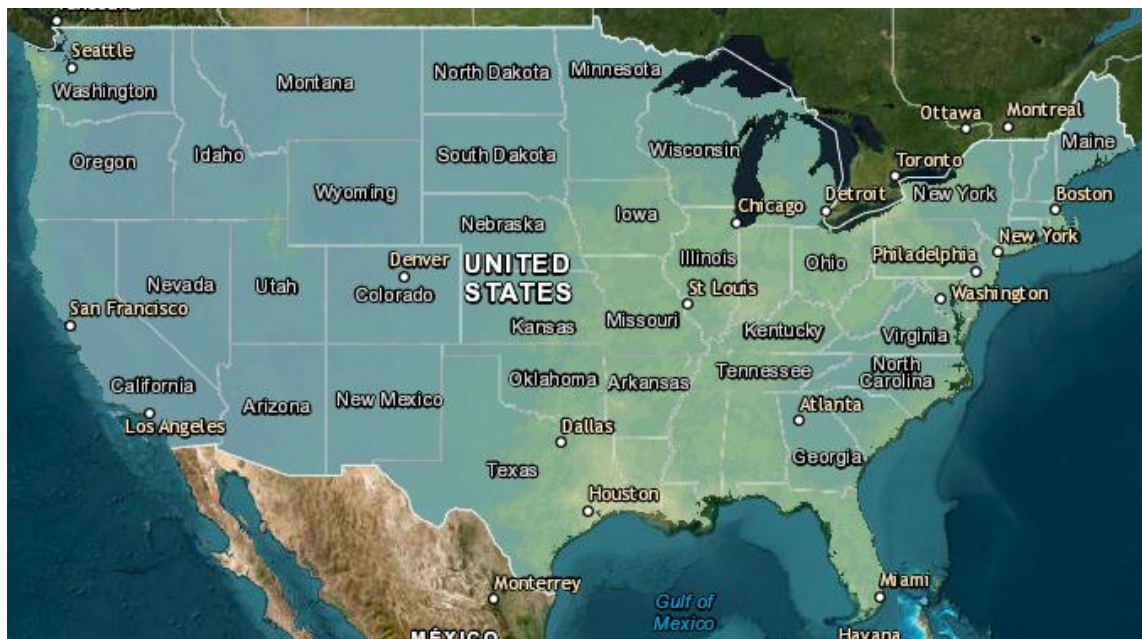 Seattle
Washington
Montana
North Dakota
Minnesota
Ottawa
Montreal
Maine
Oregon
Idaho
South Dakota
Wisconsin
Toronto
Wyoming
Detroit
New York
Boston
Nebraska
Iowa
Chicago
New York
Denver
UNITED
STATES
Illinois
Ohio
Philadelphia
Nevada
Utah
Colorado
St Louis
Washington
San Francisco
Kansas
Missouri
Kentucky
Virginia
California
Arizona
New Mexico
Oklahoma
Arkansas
Tennessee
North
Carolina
Los Angeles
Dallas
Atlanta
Texas
Georgia
Houston
Monterrey
Miami
Gulf of
Mexico